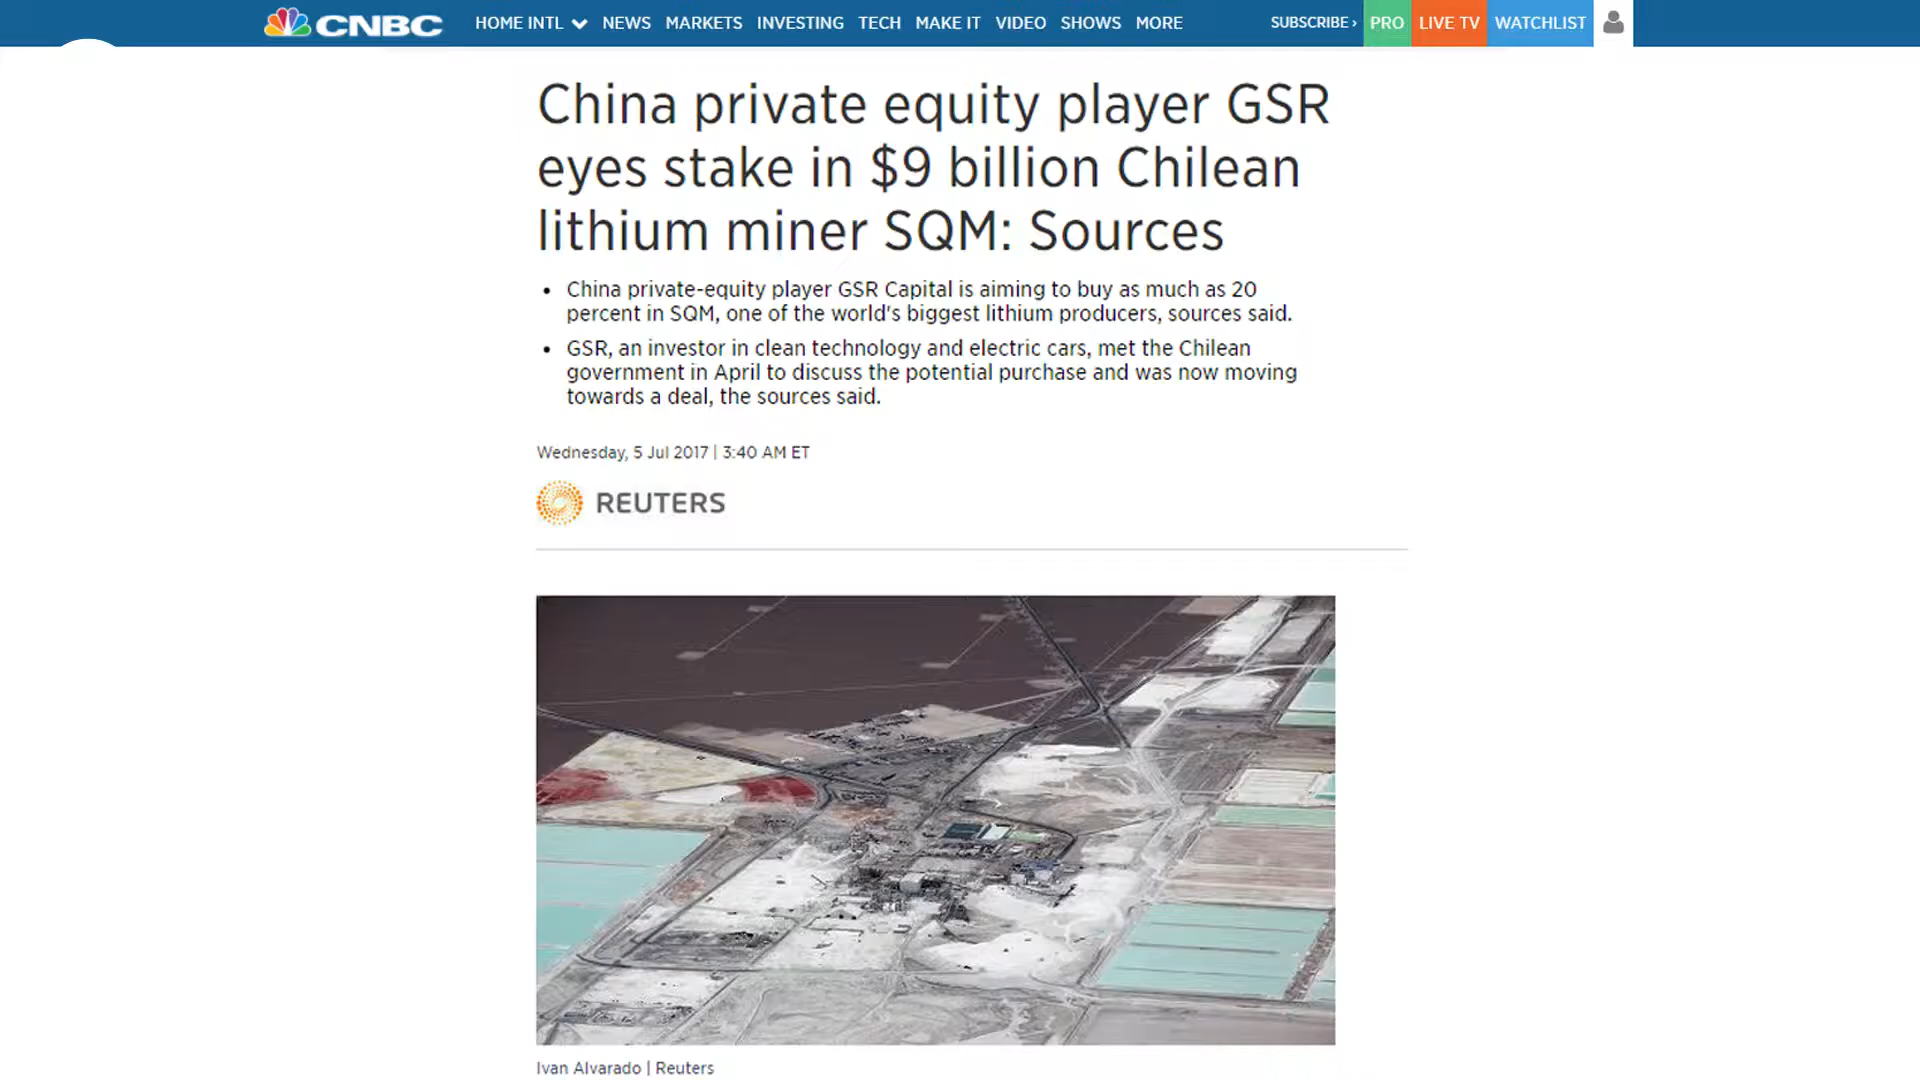 CNBC HOME INTL NEWS MARKETS INVESTING TECH MAKE IT VIDEO SHOWS MORE SUBSCRIBE › PRO LIVE TV WATCHLIST
China private equity player GSR
eyes stake in $9 billion Chilean
lithium miner SQM: Sources
• China private-equity player GSR Capital is aiming to buy as much as 20
percent in SQM, one of the world's biggest lithium producers, sources said.
• GSR, an investor in clean technology and electric cars, met the Chilean
government in April to discuss the potential purchase and was now moving
towards a deal, the sources said.
Wednesday, 5 Jul 2017 | 3:40 AM ET
REUTERS
Ivan Alvarado | Reuters